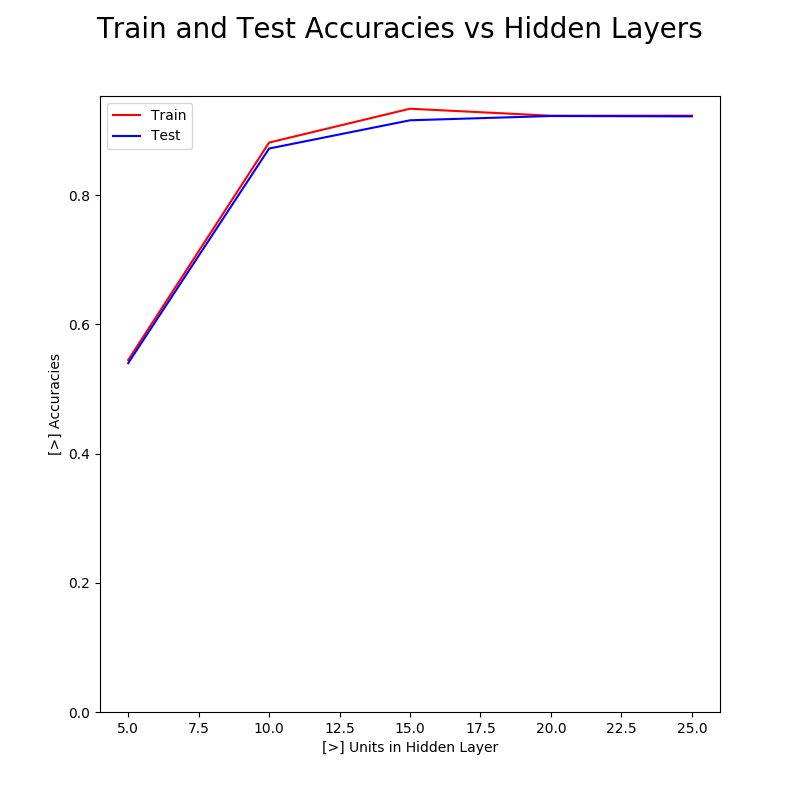 Train and Test Accuracies vs Hidden Layers
Train
Test
[>] Accuracies
0.8
0.6
0.4
0.2
0.0
5.0 7.5 10.0 12.5 15.0 17.5 20.0 22.5 25.0
[>] Units in Hidden Layer